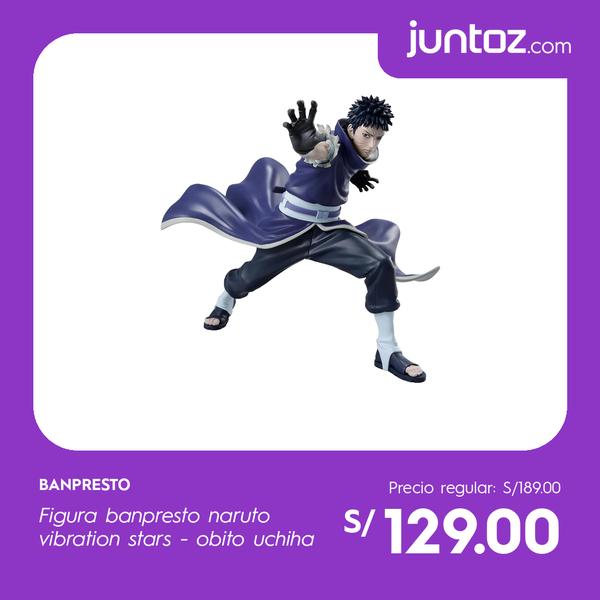 juntoz.com
BANPRESTO
Figura banpresto naruto
vibration stars - obito uchiha
Precio regular: S/189.00
S/ 129.00